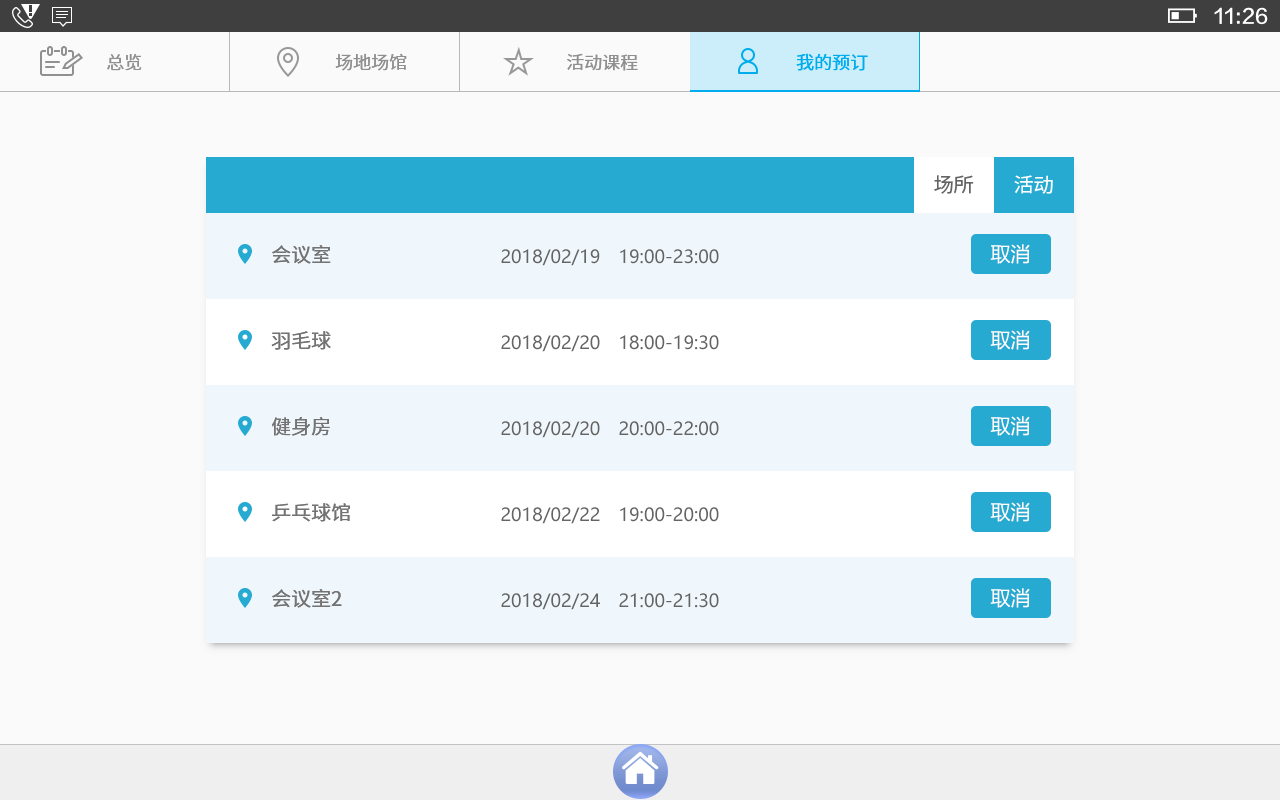 11:26
总览 场地场馆 活动课程 我的预订
场所 活动
会议室 2018/02/19 19:00-23:00 取消
羽毛球 2018/02/20 18:00-19:30 取消
健身房 2018/02/20 20:00-22:00 取消
乒乓球馆 2018/02/22 19:00-20:00 取消
会议室2 2018/02/24 21:00-21:30 取消